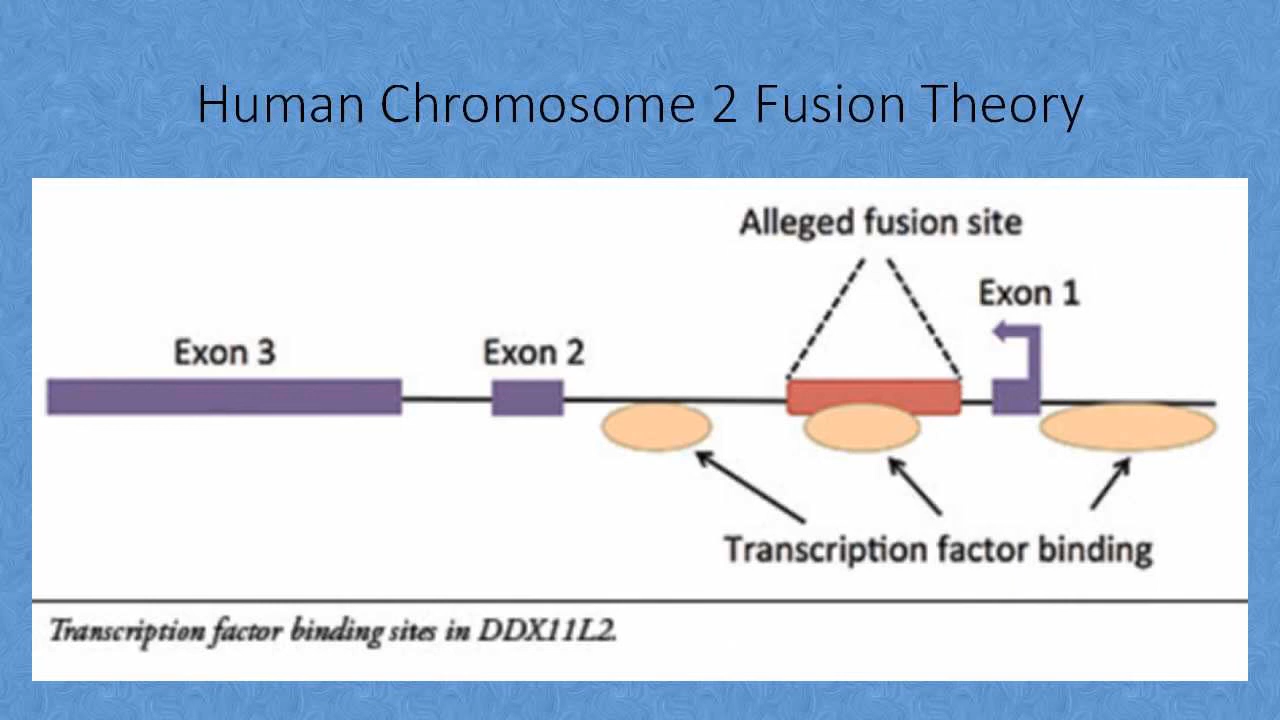 Human Chromosome 2 Fusion Theory
Alleged fusion site
Exon 1
Exon 3
Exon 2
Transcription factor binding
Transcription factor binding sites in DDX11L2.